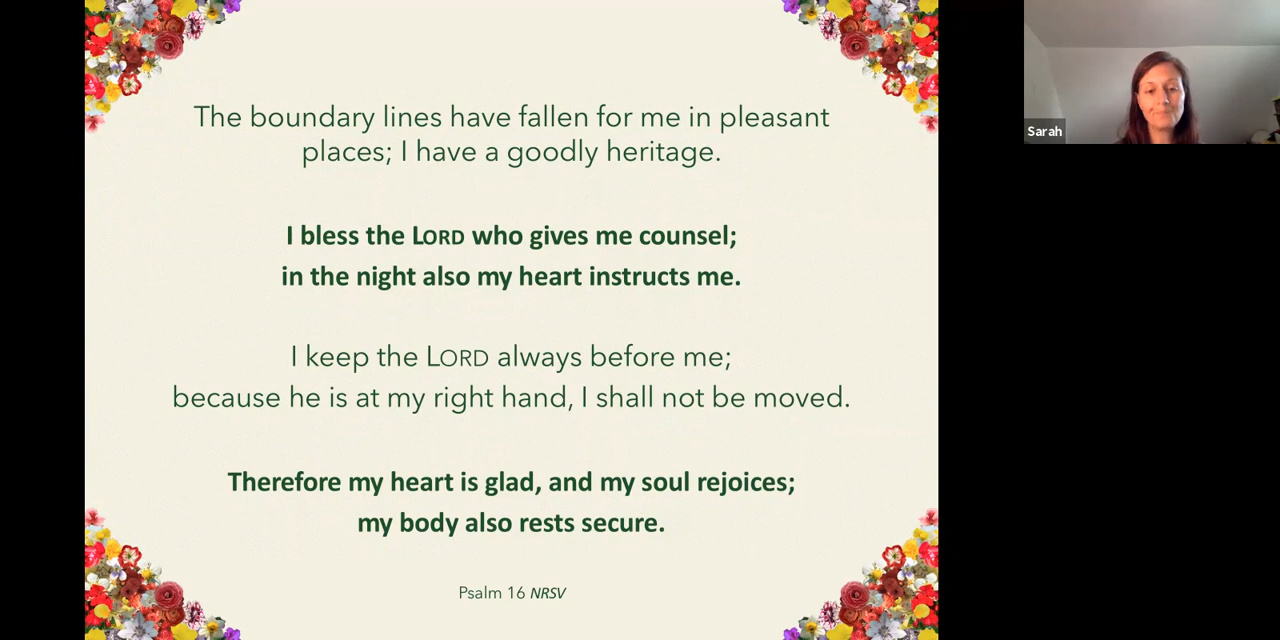 The boundary lines have fallen for me in pleasant
places; I have a goodly heritage.
I bless the LORD who gives me counsel;
in the night also my heart instructs me.
I keep the LORD always before me;
because he is at my right hand, I shall not be moved.
Therefore my heart is glad, and my soul rejoices;
my body also rests secure.
Psalm 16 NRSV
Sarah